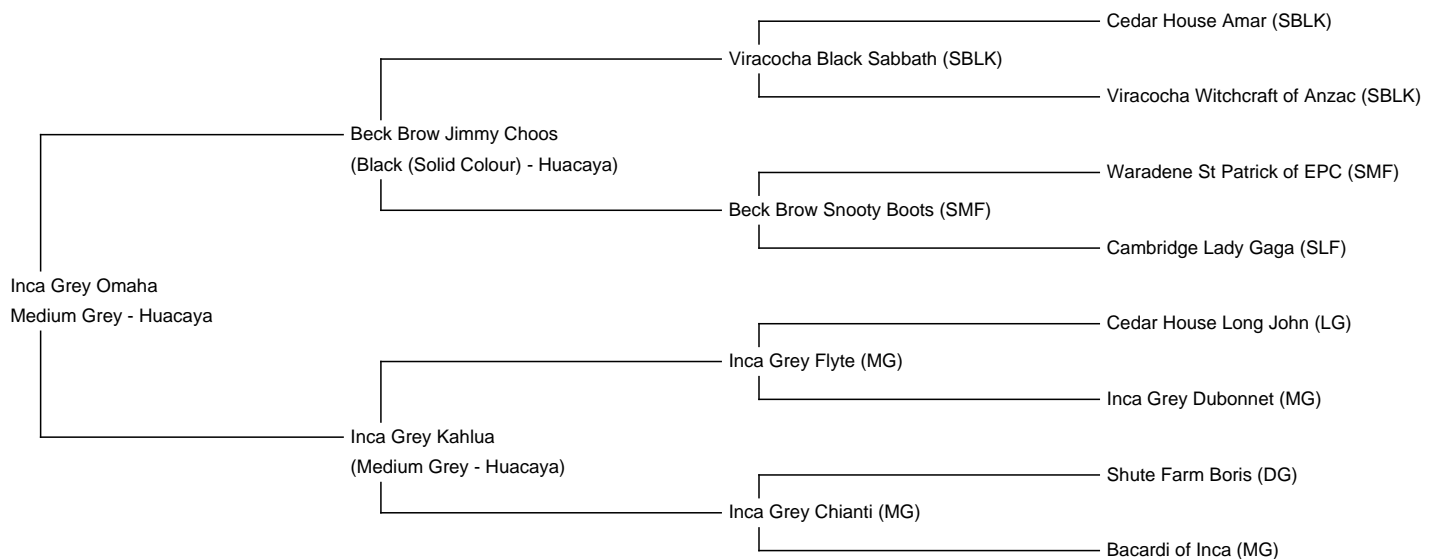 Cedar House Amar (SBLK)
Viracocha Black Sabbath (SBLK)
Viracocha Witchcraft of Anzac (SBLK)
Beck Brow Jimmy Choos
(Black (Solid Colour) - Huacaya)
Waradene St Patrick of EPC (SMF)
Beck Brow Snooty Boots (SMF)
Cambridge Lady Gaga (SLF)
Inca Grey Omaha
Medium Grey - Huacaya
Cedar House Long John (LG)
Inca Grey Flyte (MG)
Inca Grey Dubonnet (MG)
Inca Grey Kahlua
(Medium Grey - Huacaya)
Shute Farm Boris (DG)
Inca Grey Chianti (MG)
Bacardi of Inca (MG)